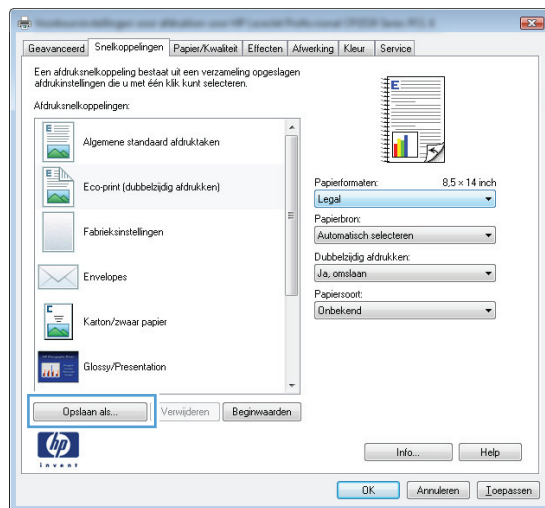 Geavanceerd Snelkoppelingen Papier/Kwaliteit Effecten Afwerking Kleur Service
Een afdruksnelkoppeling bestaat uit een verzameling opgeslagen
afdrukinstellingen die u met één klik kunt selecteren.
Afdruksnelkoppelingen:
Algemene standaard afdruktaken
Eco-print (dubbelzijdig afdrukken)
Fabrieksinstellingen
Envelopes
Karton/zwaar papier
Glossy/Presentation
Opslaan als... Verwijderen Beginwaarden
Papierformaten: 8,5 × 14 inch
Legal
Papierbron:
Automatisch selecteren
Dubbelzijdig afdrukken:
Ja, omslaan
Papiersoort:
Onbekend
hp
invent
Info... Help
OK Annuleren Toepassen